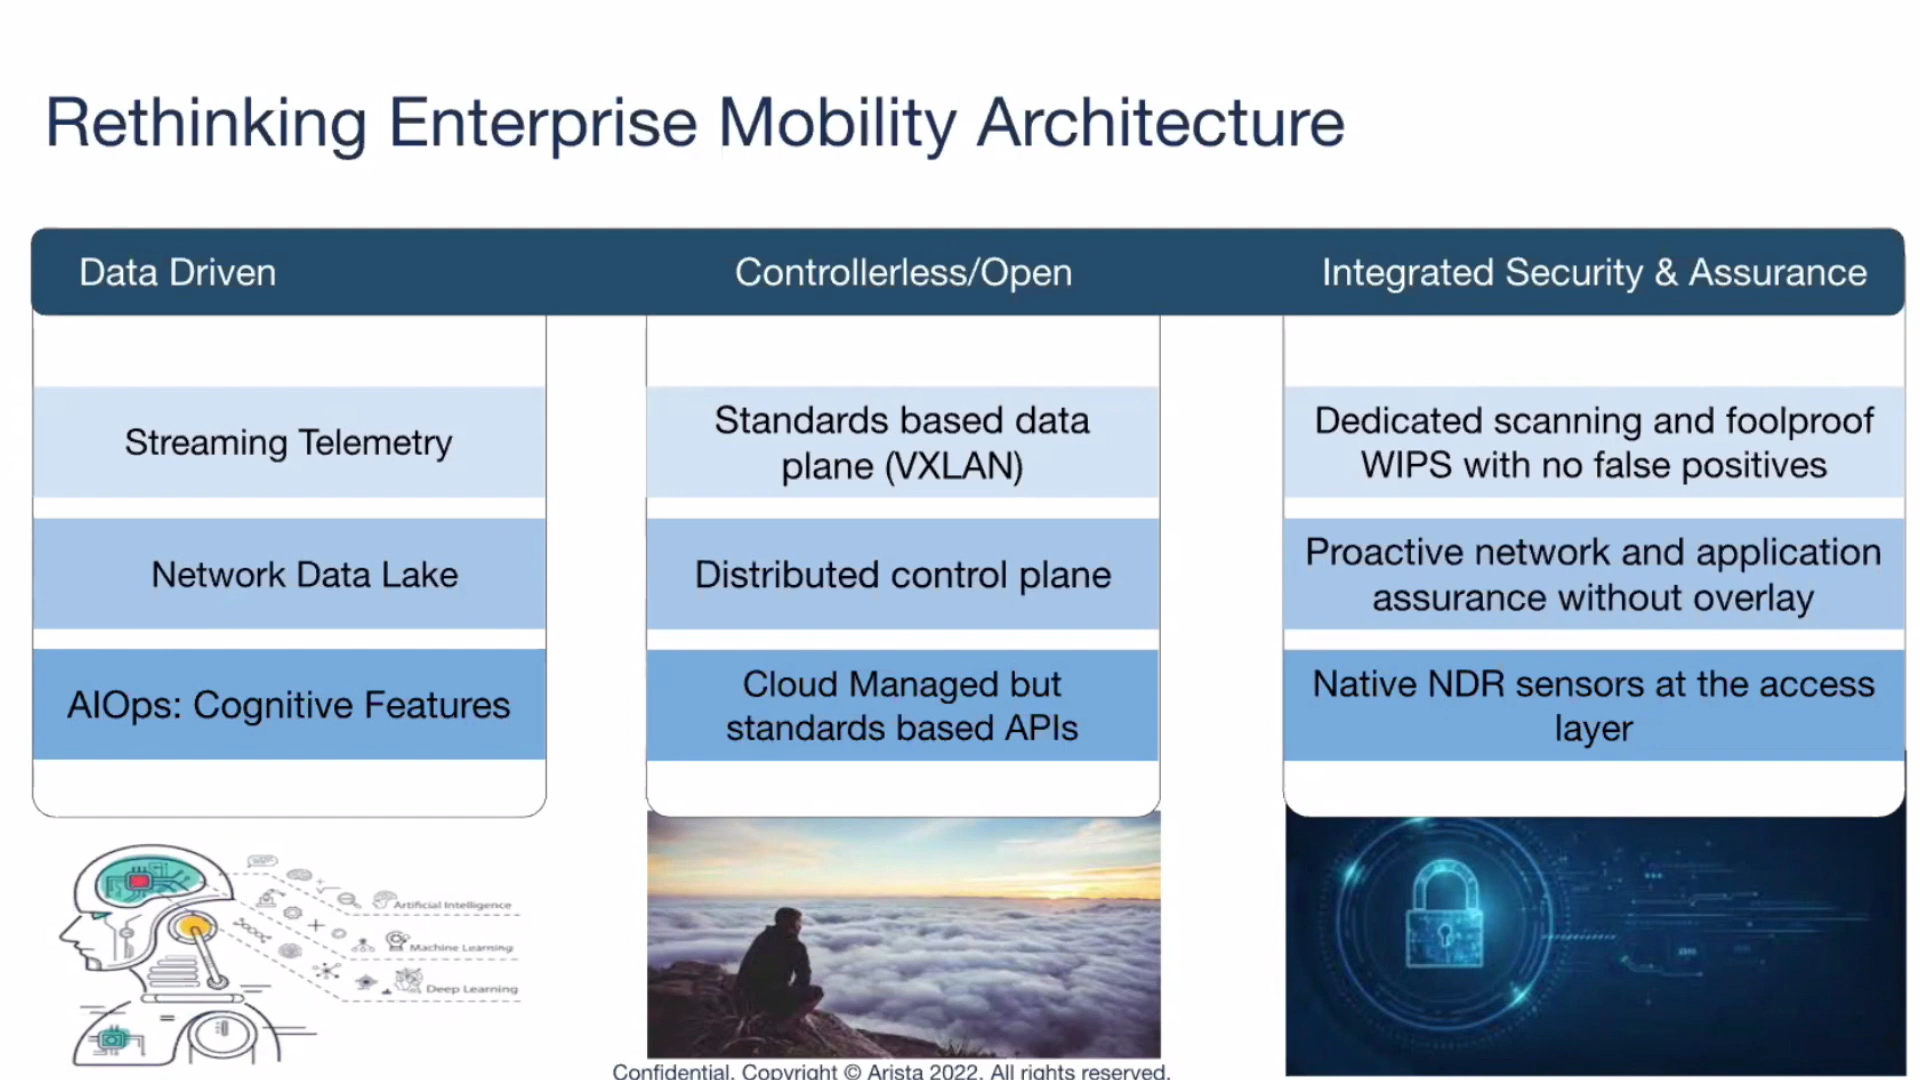 Rethinking Enterprise Mobility Architecture
Data Driven
Controllerless/Open
Integrated Security & Assurance
Streaming Telemetry
Network Data Lake
AIOps: Cognitive Features
Standards based data
plane (VXLAN)
Distributed control plane
Cloud Managed but
standards based APIs
Dedicated scanning and foolproof
WIPS with no false positives
Proactive network and application
assurance without overlay
Native NDR sensors at the access
layer
Artificial Intelligence
Machine Learning
Deep Learning
Confidential. Copyright © Arista 2022. All rights reserved.